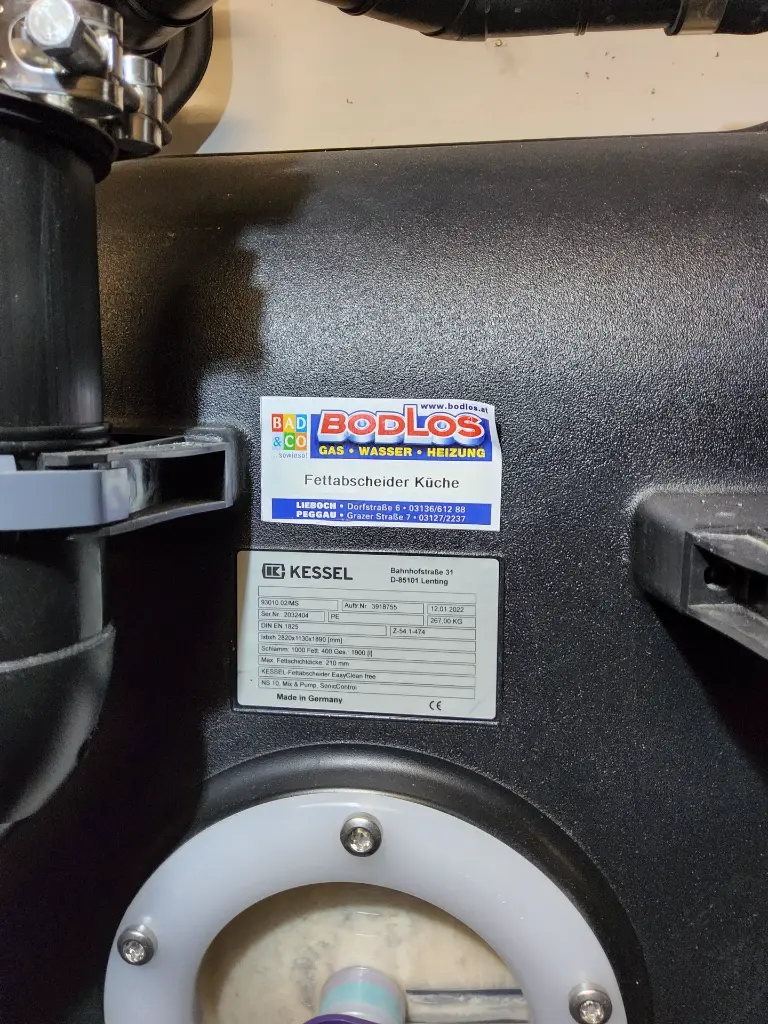 www.bodlos.at
BAD
&CO
...sowieso!
BODLOS
GAS • WASSER • HEIZUNG
Fettabscheider Küche
LIEBOCH • Dorfstraße 6 • 03136/612 88
PEGGAU • Grazer Straße 7 • 03127/2237
KESSEL
Bahnhofstraße 31
D-85101 Lenting
93010.02/MS Auftr.Nr. 3918755 12.01.2022
Ser.Nr. 2032404 PE 267,00 KG
DIN EN 1825 Z-54.1-474
lxbxh 2820x1130x1890 [mm]
Schlamm: 1000 Fett: 400 Ges.: 1900 [l]
Max. Fettschichtdicke: 210 mm
KESSEL-Fettabscheider EasyClean free
NS 10, Mix & Pump, SonicControl
Made in Germany CE